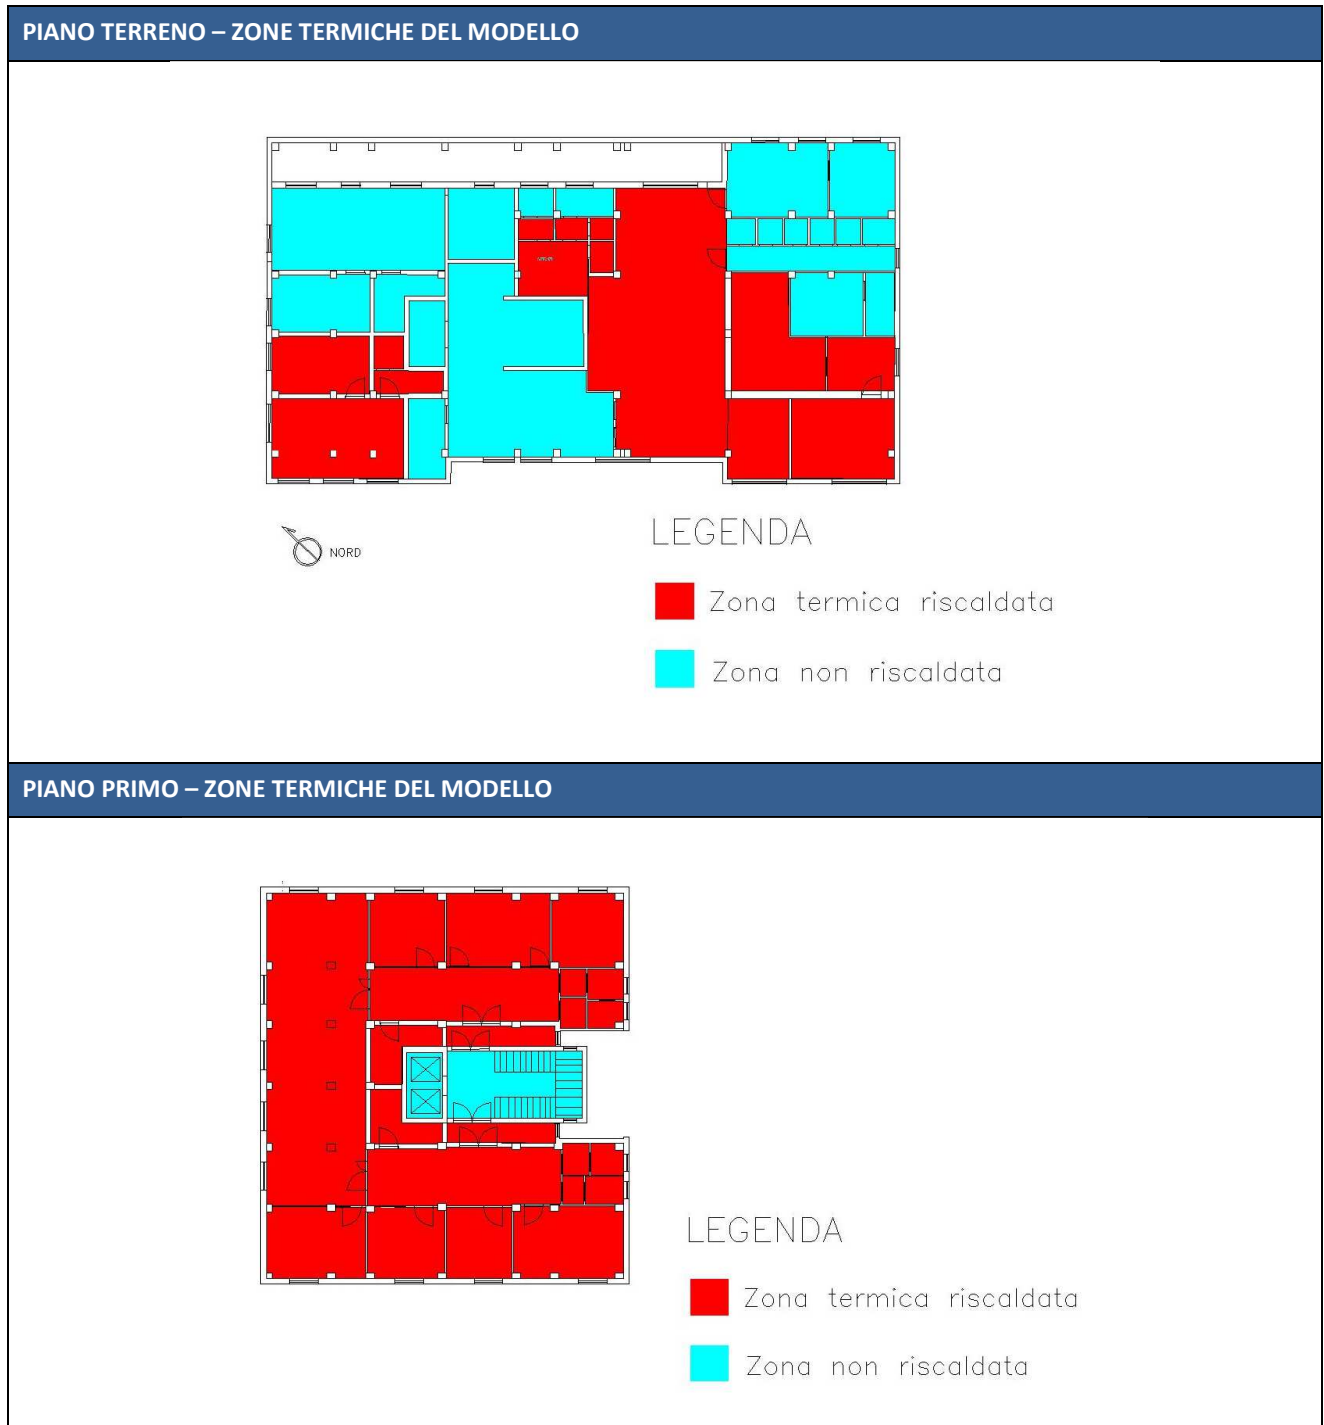 PIANO TERRENO – ZONE TERMICHE DEL MODELLO
NORD
LEGENDA
Zona termica riscaldata
Zona non riscaldata
PIANO PRIMO – ZONE TERMICHE DEL MODELLO
LEGENDA
Zona termica riscaldata
Zona non riscaldata